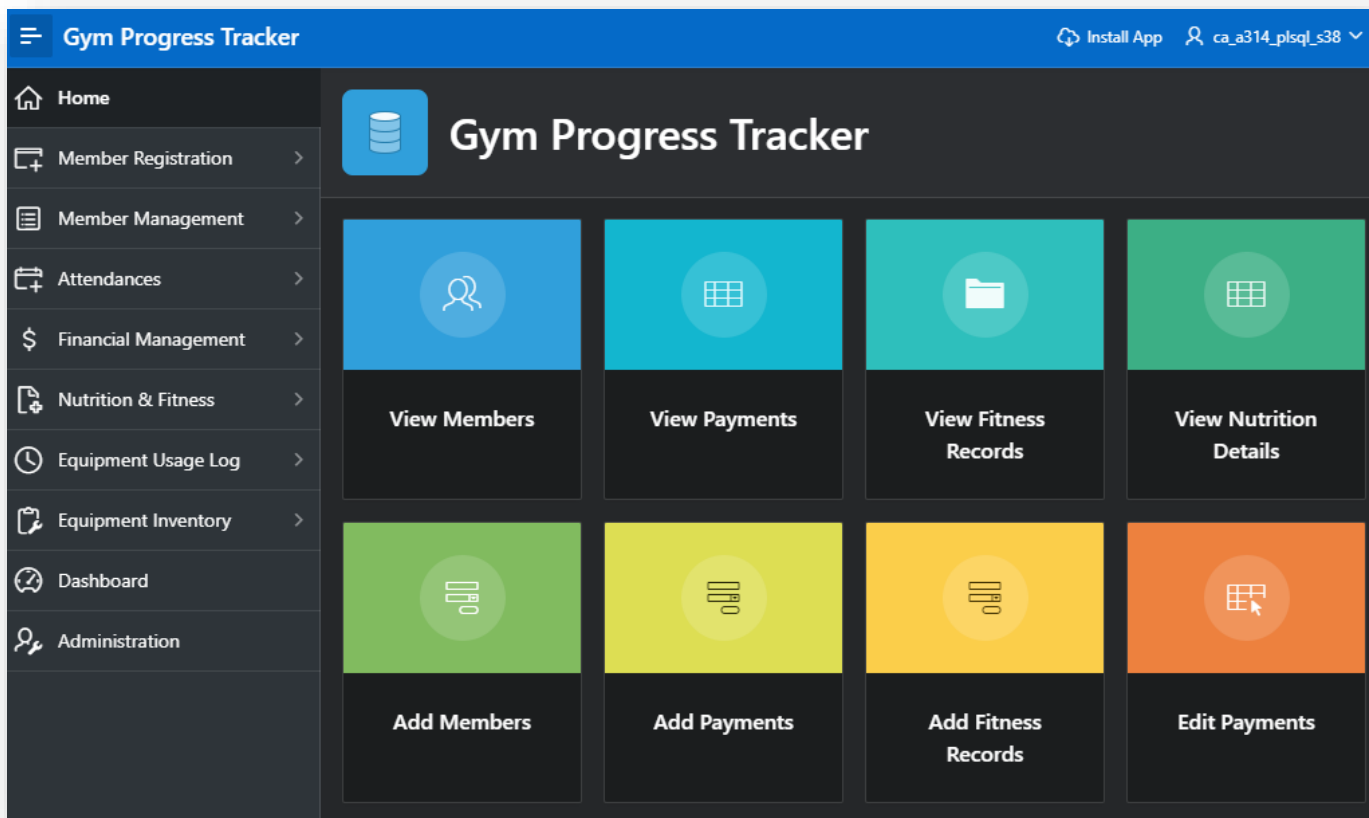 Gym Progress Tracker
Install App
ca_a314_plsql_s38
Home
Member Registration
Member Management
Attendances
Financial Management
Nutrition & Fitness
Equipment Usage Log
Equipment Inventory
Dashboard
Administration
Gym Progress Tracker
View Members
View Payments
View Fitness
Records
View Nutrition
Details
Add Members
Add Payments
Add Fitness
Records
Edit Payments